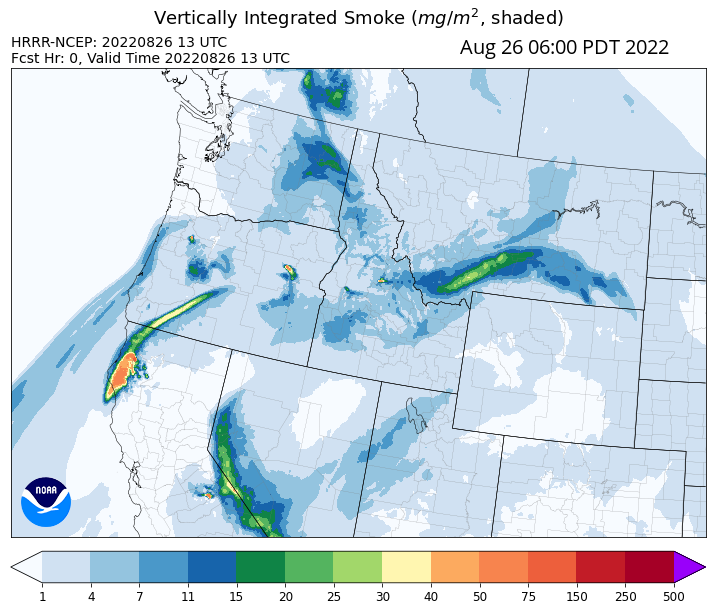 Vertically Integrated Smoke (mg/m², shaded)
HRRR-NCEP: 20220826 13 UTC
Fcst Hr: 0, Valid Time 20220826 13 UTC
Aug 26 06:00 PDT 2022
NOAA
1 4 7 11 15 20 25 30 40 50 75 150 250 500